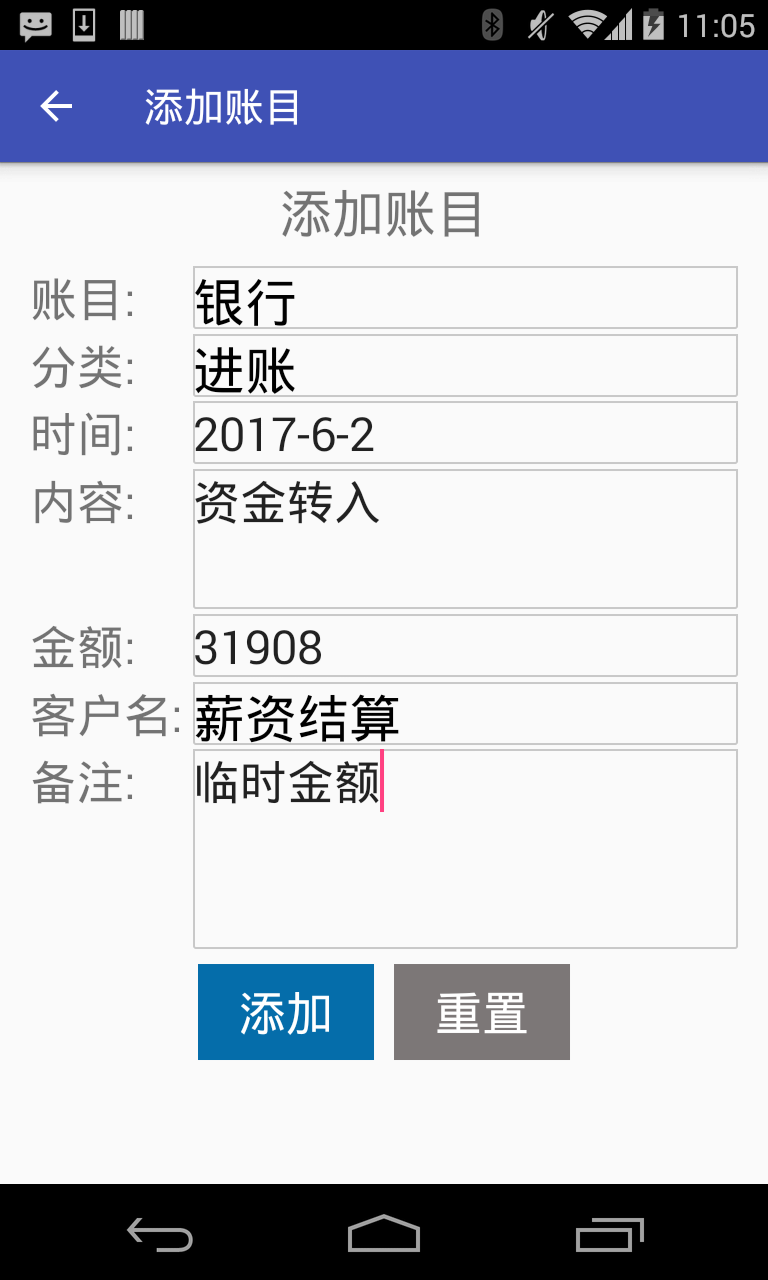 11:05
添加账目
添加账目
账目: 银行
分类: 进账
时间: 2017-6-2
内容: 资金转入
金额: 31908
客户名: 薪资结算
备注: 临时金额
添加 重置